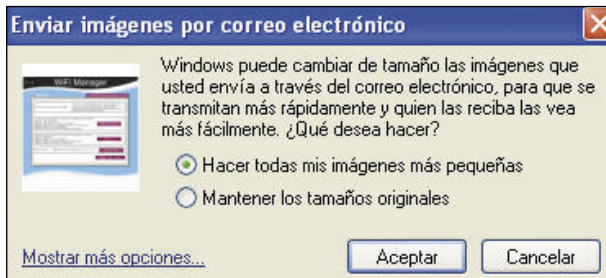 Enviar imágenes por correo electrónico
WiFi Manager
Windows puede cambiar de tamaño las imágenes que
usted envía a través del correo electrónico, para que se
transmitan más rápidamente y quien las reciba las vea
más fácilmente. ¿Qué desea hacer?
Hacer todas mis imágenes más pequeñas
Mantener los tamaños originales
Mostrar más opciones...
Aceptar
Cancelar